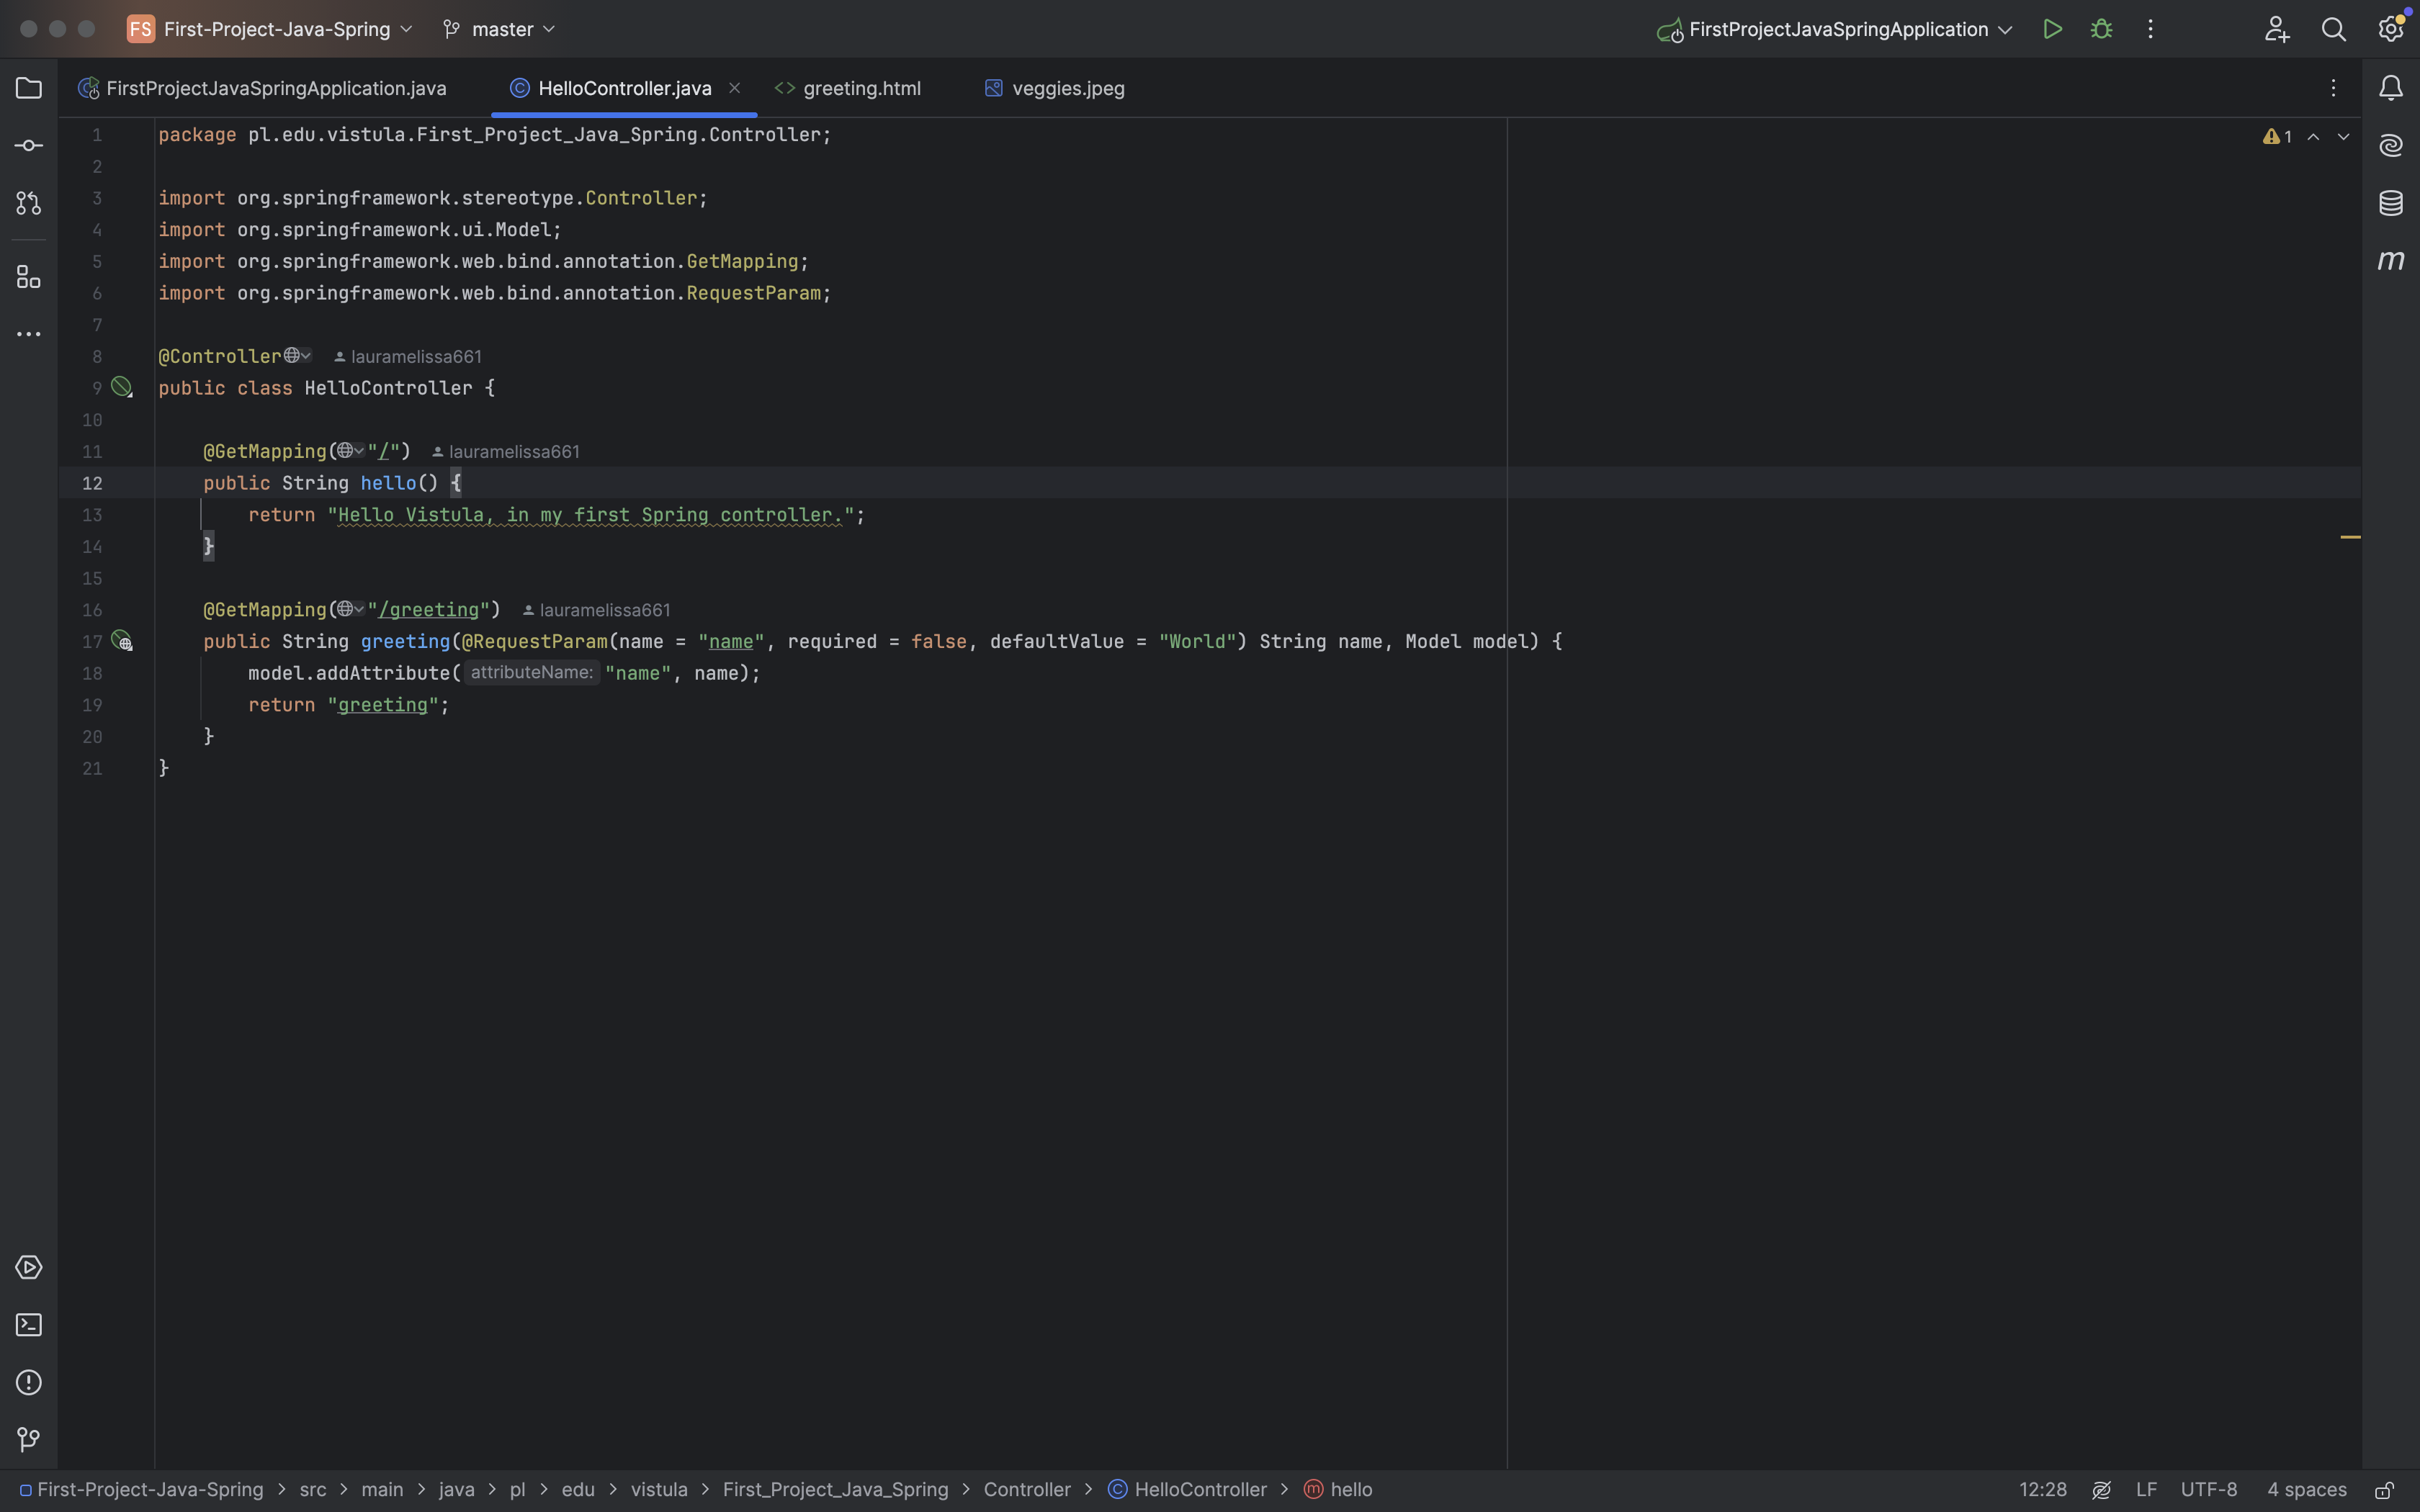 FS First-Project-Java-Spring master FirstProjectJavaSpringApplication
FirstProjectJavaSpringApplication.java HelloController.java greeting.html veggies.jpeg
1 package pl.edu.vistula.First_Project_Java_Spring.Controller; 1
2
3 import org.springframework.stereotype.Controller;
4 import org.springframework.ui.Model;
5 import org.springframework.web.bind.annotation.GetMapping;
6 import org.springframework.web.bind.annotation.RequestParam;
7
8 @Controller lauramelissa661
9 public class HelloController {
10
11 @GetMapping("/") lauramelissa661
12 public String hello() {
13 return "Hello Vistula, in my first Spring controller.";
14 }
15
16 @GetMapping("/greeting") lauramelissa661
17 public String greeting(@RequestParam(name = "name", required = false, defaultValue = "World") String name, Model model) {
18 model.addAttribute( attributeName: "name", name);
19 return "greeting";
20 }
21 }
First-Project-Java-Spring > src > main > java > pl > edu > vistula > First_Project_Java_Spring > Controller > HelloController > hello 12:28 LF UTF-8 4 spaces